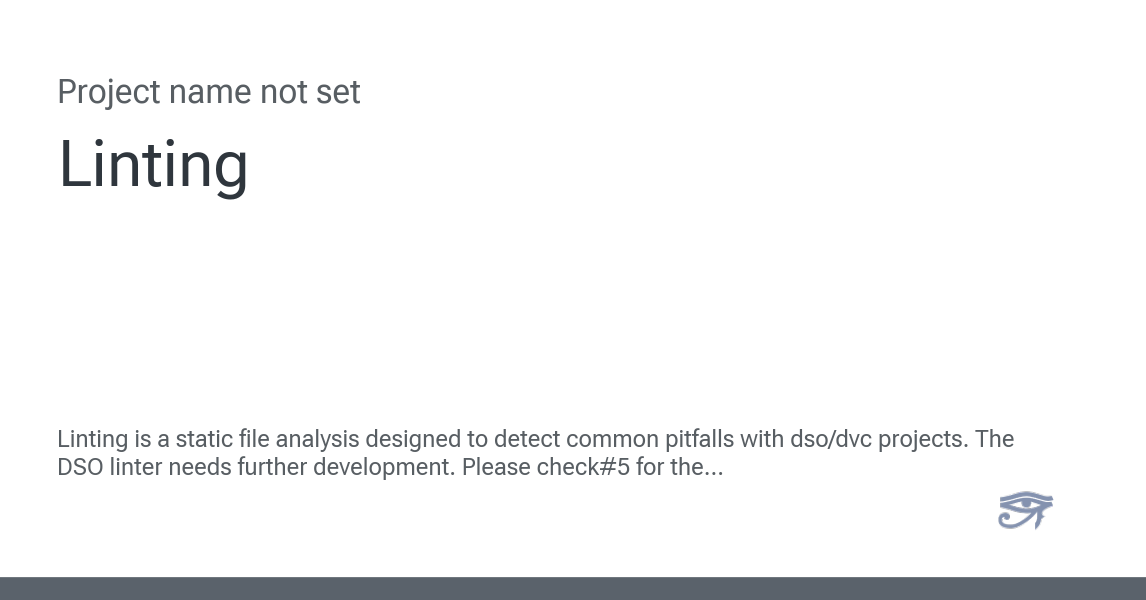 Project name not set
Linting
Linting is a static file analysis designed to detect common pitfalls with dso/dvc projects. The
DSO linter needs further development. Please check#5 for the...